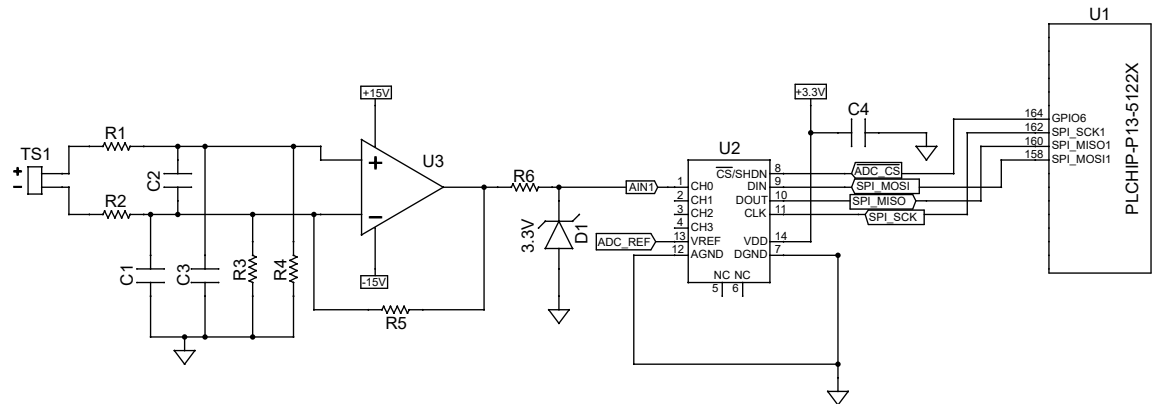 U1
PLCHIP-P13-5122X
164
GPIO6
162
SPI_SCK1
160
SPI_MISO1
158
SPI_MOSI1
+3.3V
C4
+15V
R1
TS1
+
-
C2
R2
U3
+
-
-15V
C1
C3
R3
R4
R5
R6
3.3V
D1
AIN1
ADC_REF
U2
1 CH0
2 CH1
3 CH2
4 CH3
13 VREF
12 AGND
CS/SHDN 8
DIN 9
DOUT 10
CLK 11
VDD 14
DGND 7
NC NC
5 6
ADC_CS
SPI_MOSI
SPI_MISO
SPI_SCK